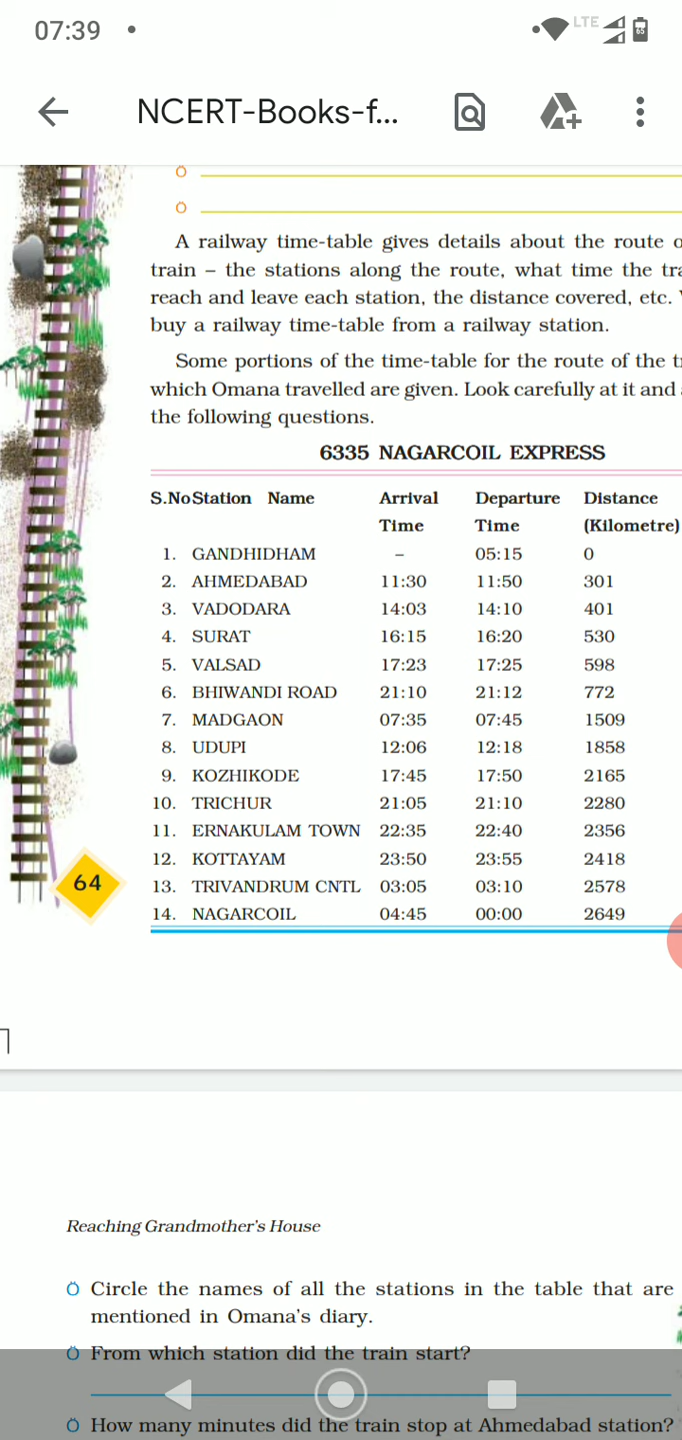 07:39
LTE
65
NCERT-Books-f...
A railway time-table gives details about the route
train – the stations along the route, what time the
reach and leave each station, the distance covered, etc.
buy a railway time-table from a railway station.
Some portions of the time-table for the route of the
which Omana travelled are given. Look carefully at it and
the following questions.
6335 NAGARCOIL EXPRESS
S.No Station Name Arrival Departure Distance
Time Time (Kilometre)
1. GANDHIDHAM – 05:15 0
2. AHMEDABAD 11:30 11:50 301
3. VADODARA 14:03 14:10 401
4. SURAT 16:15 16:20 530
5. VALSAD 17:23 17:25 598
6. BHIWANDI ROAD 21:10 21:12 772
7. MADGAON 07:35 07:45 1509
8. UDUPI 12:06 12:18 1858
9. KOZHIKODE 17:45 17:50 2165
10. TRICHUR 21:05 21:10 2280
11. ERNAKULAM TOWN 22:35 22:40 2356
12. KOTTAYAM 23:50 23:55 2418
13. TRIVANDRUM CNTL 03:05 03:10 2578
14. NAGARCOIL 04:45 00:00 2649
64
Reaching Grandmother's House
Circle the names of all the stations in the table that are
mentioned in Omana's diary.
From which station did the train start?
How many minutes did the train stop at Ahmedabad station?